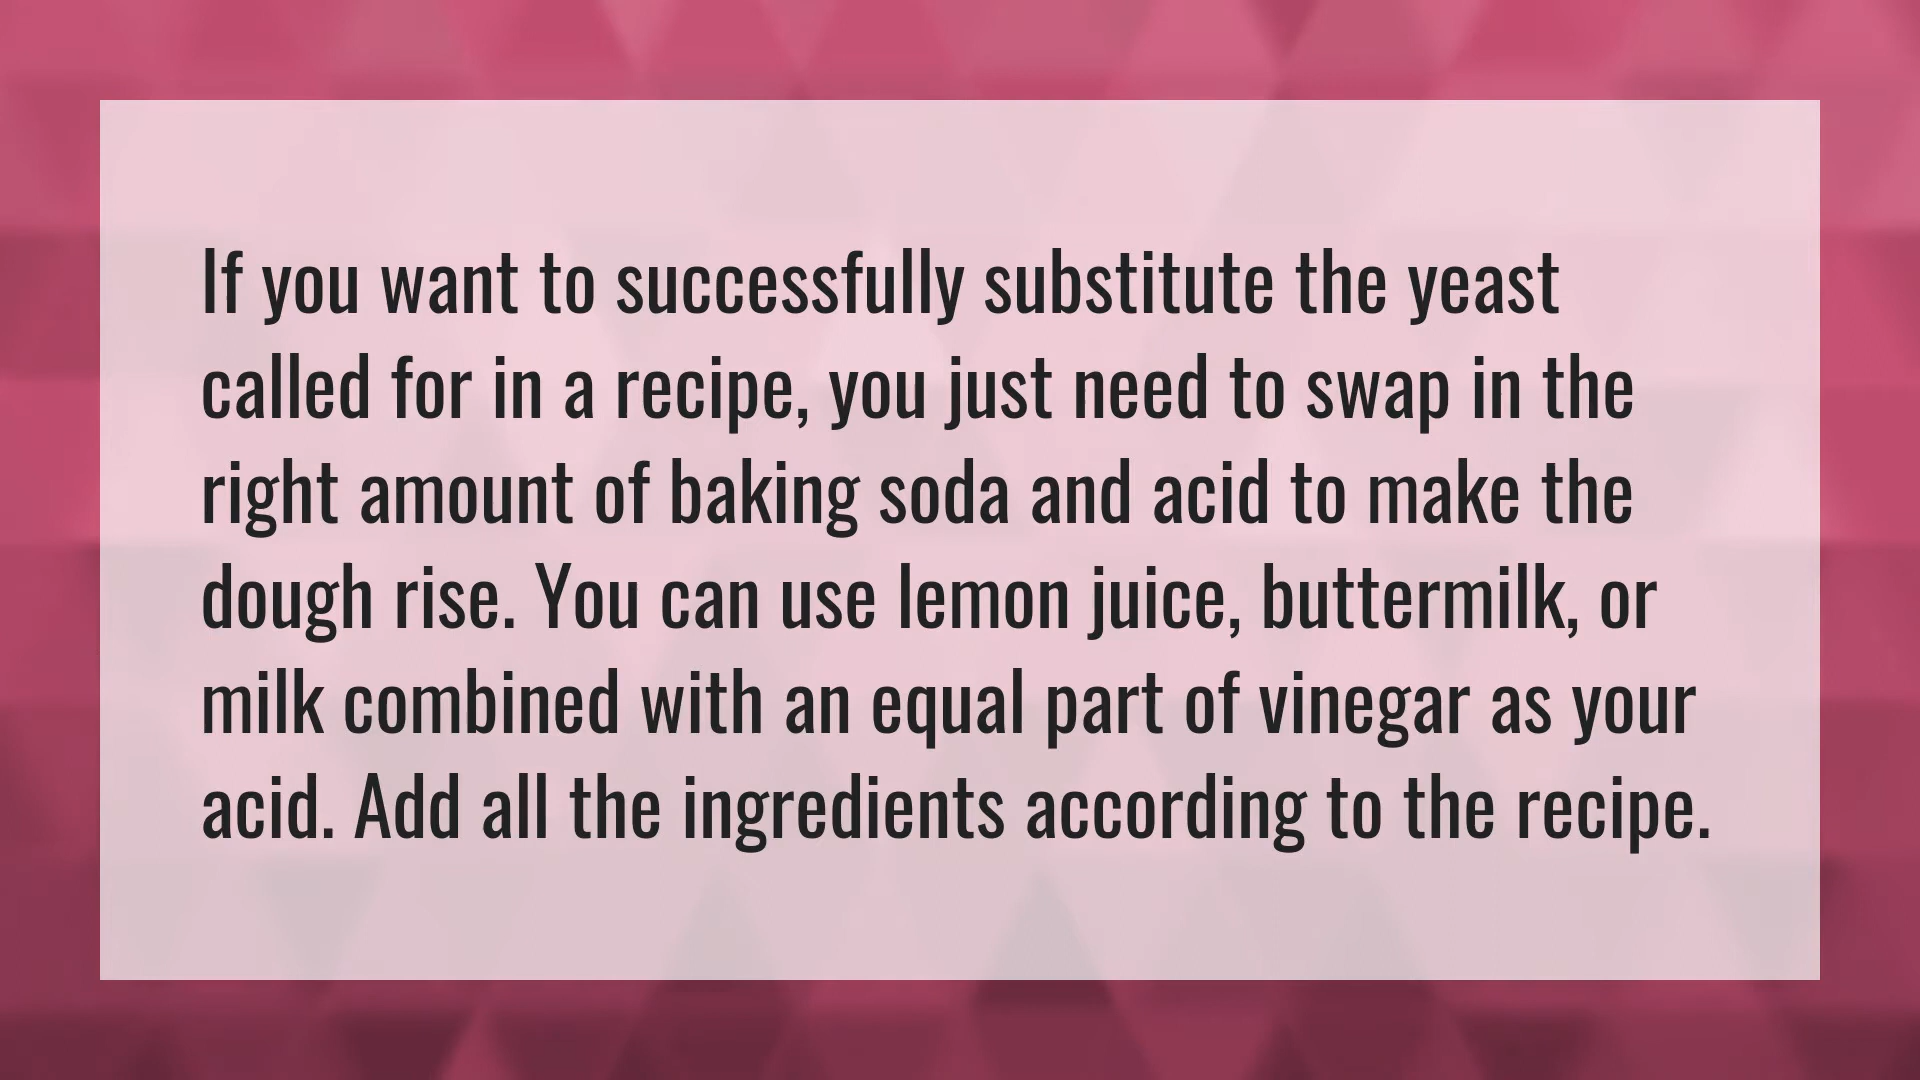 If you want to successfully substitute the yeast
called for in a recipe, you just need to swap in the
right amount of baking soda and acid to make the
dough rise. You can use lemon juice, buttermilk, or
milk combined with an equal part of vinegar as your
acid. Add all the ingredients according to the recipe.